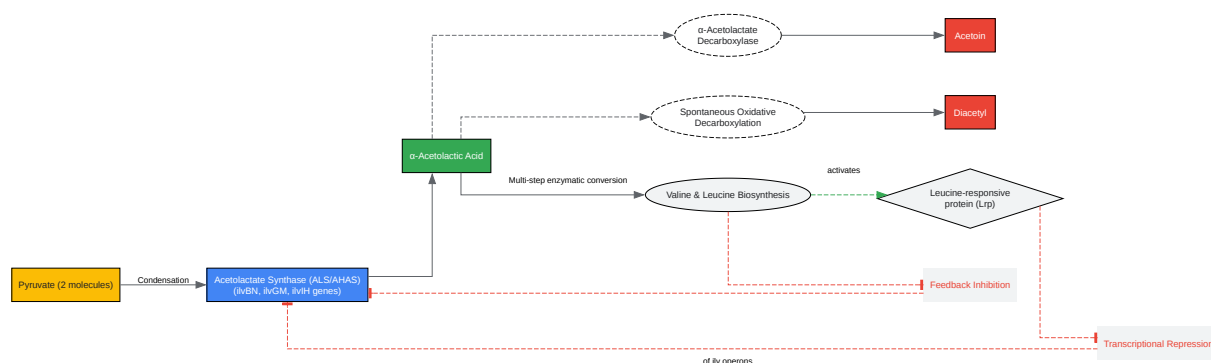 α-Acetolactate
Decarboxylase
Acetoin
Spontaneous Oxidative
Decarboxylation
Diacetyl
α-Acetolactic Acid
Multi-step enzymatic conversion
Valine & Leucine Biosynthesis
activates
Leucine-responsive
protein (Lrp)
Pyruvate (2 molecules)
Condensation
Acetolactate Synthase (ALS/AHAS)
(ilvBN, ilvGM, ilvIH genes)
Feedback Inhibition
Transcriptional Repression
of ilv operons